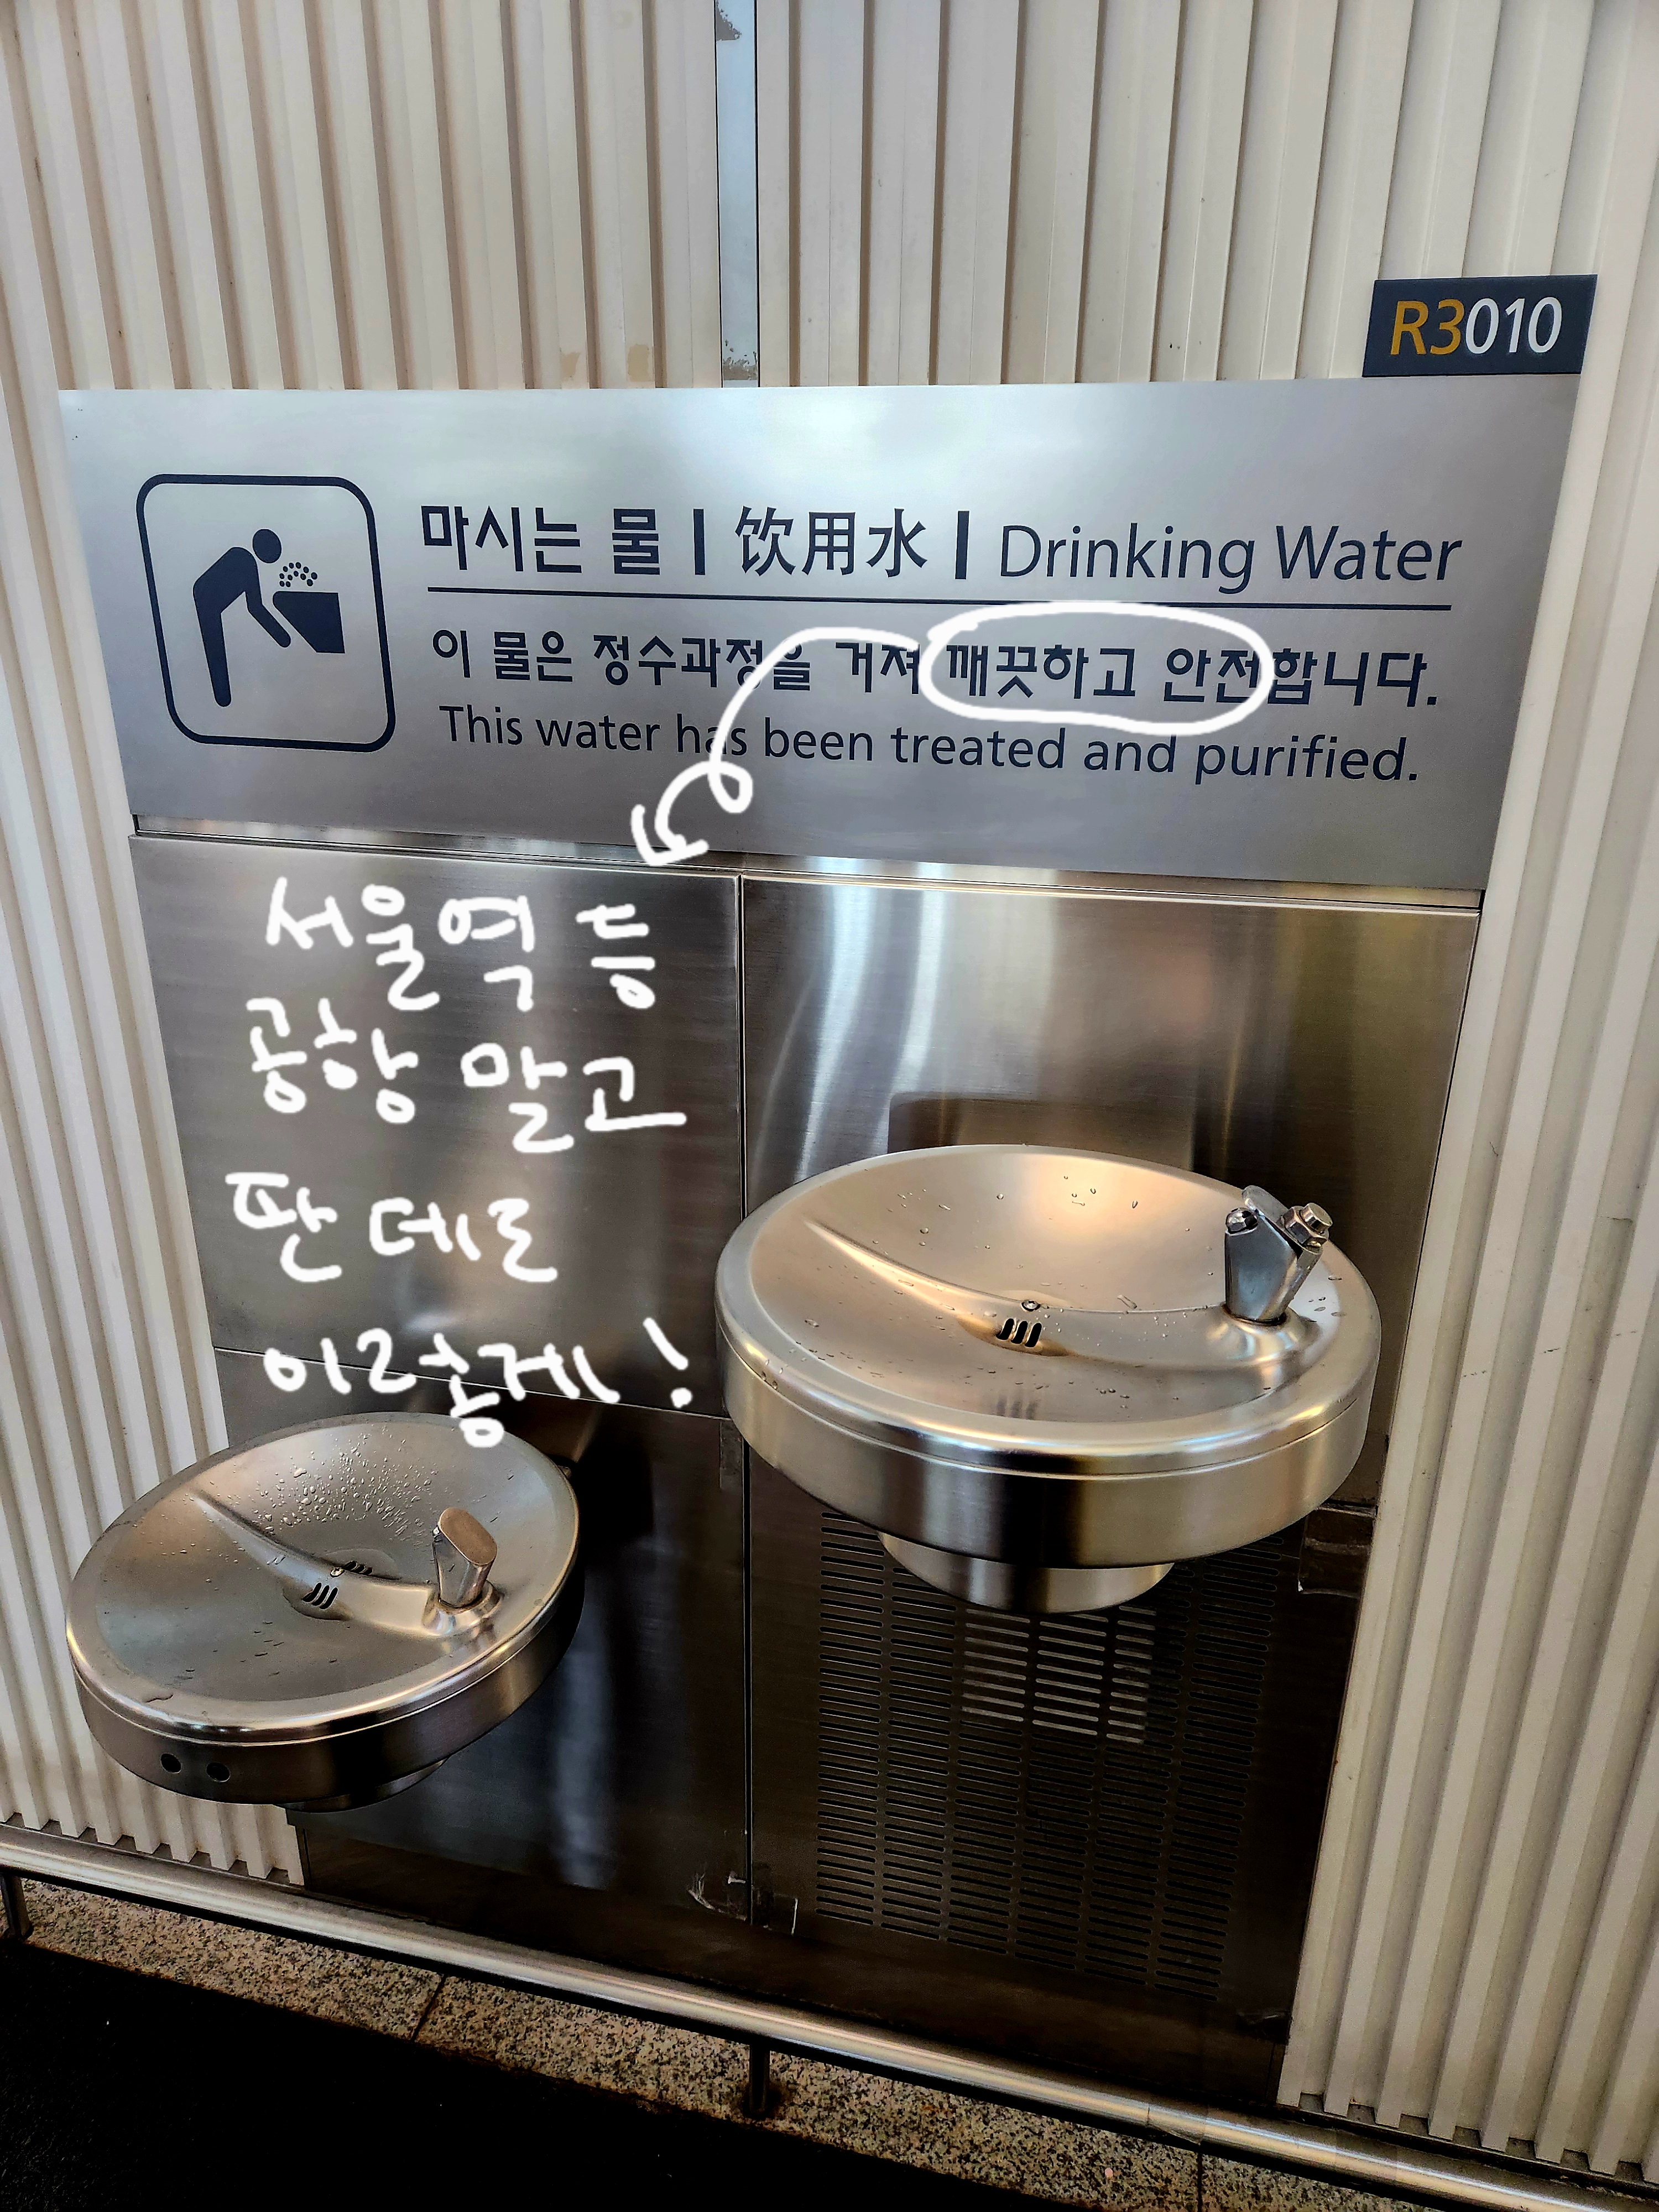 R3010
마시는 물 | 饮用水 | Drinking Water
이 물은 정수과정을 거쳐 깨끗하고 안전합니다.
This water has been treated and purified.
서울역 등
공항 말고
딴 데도
이렇게!